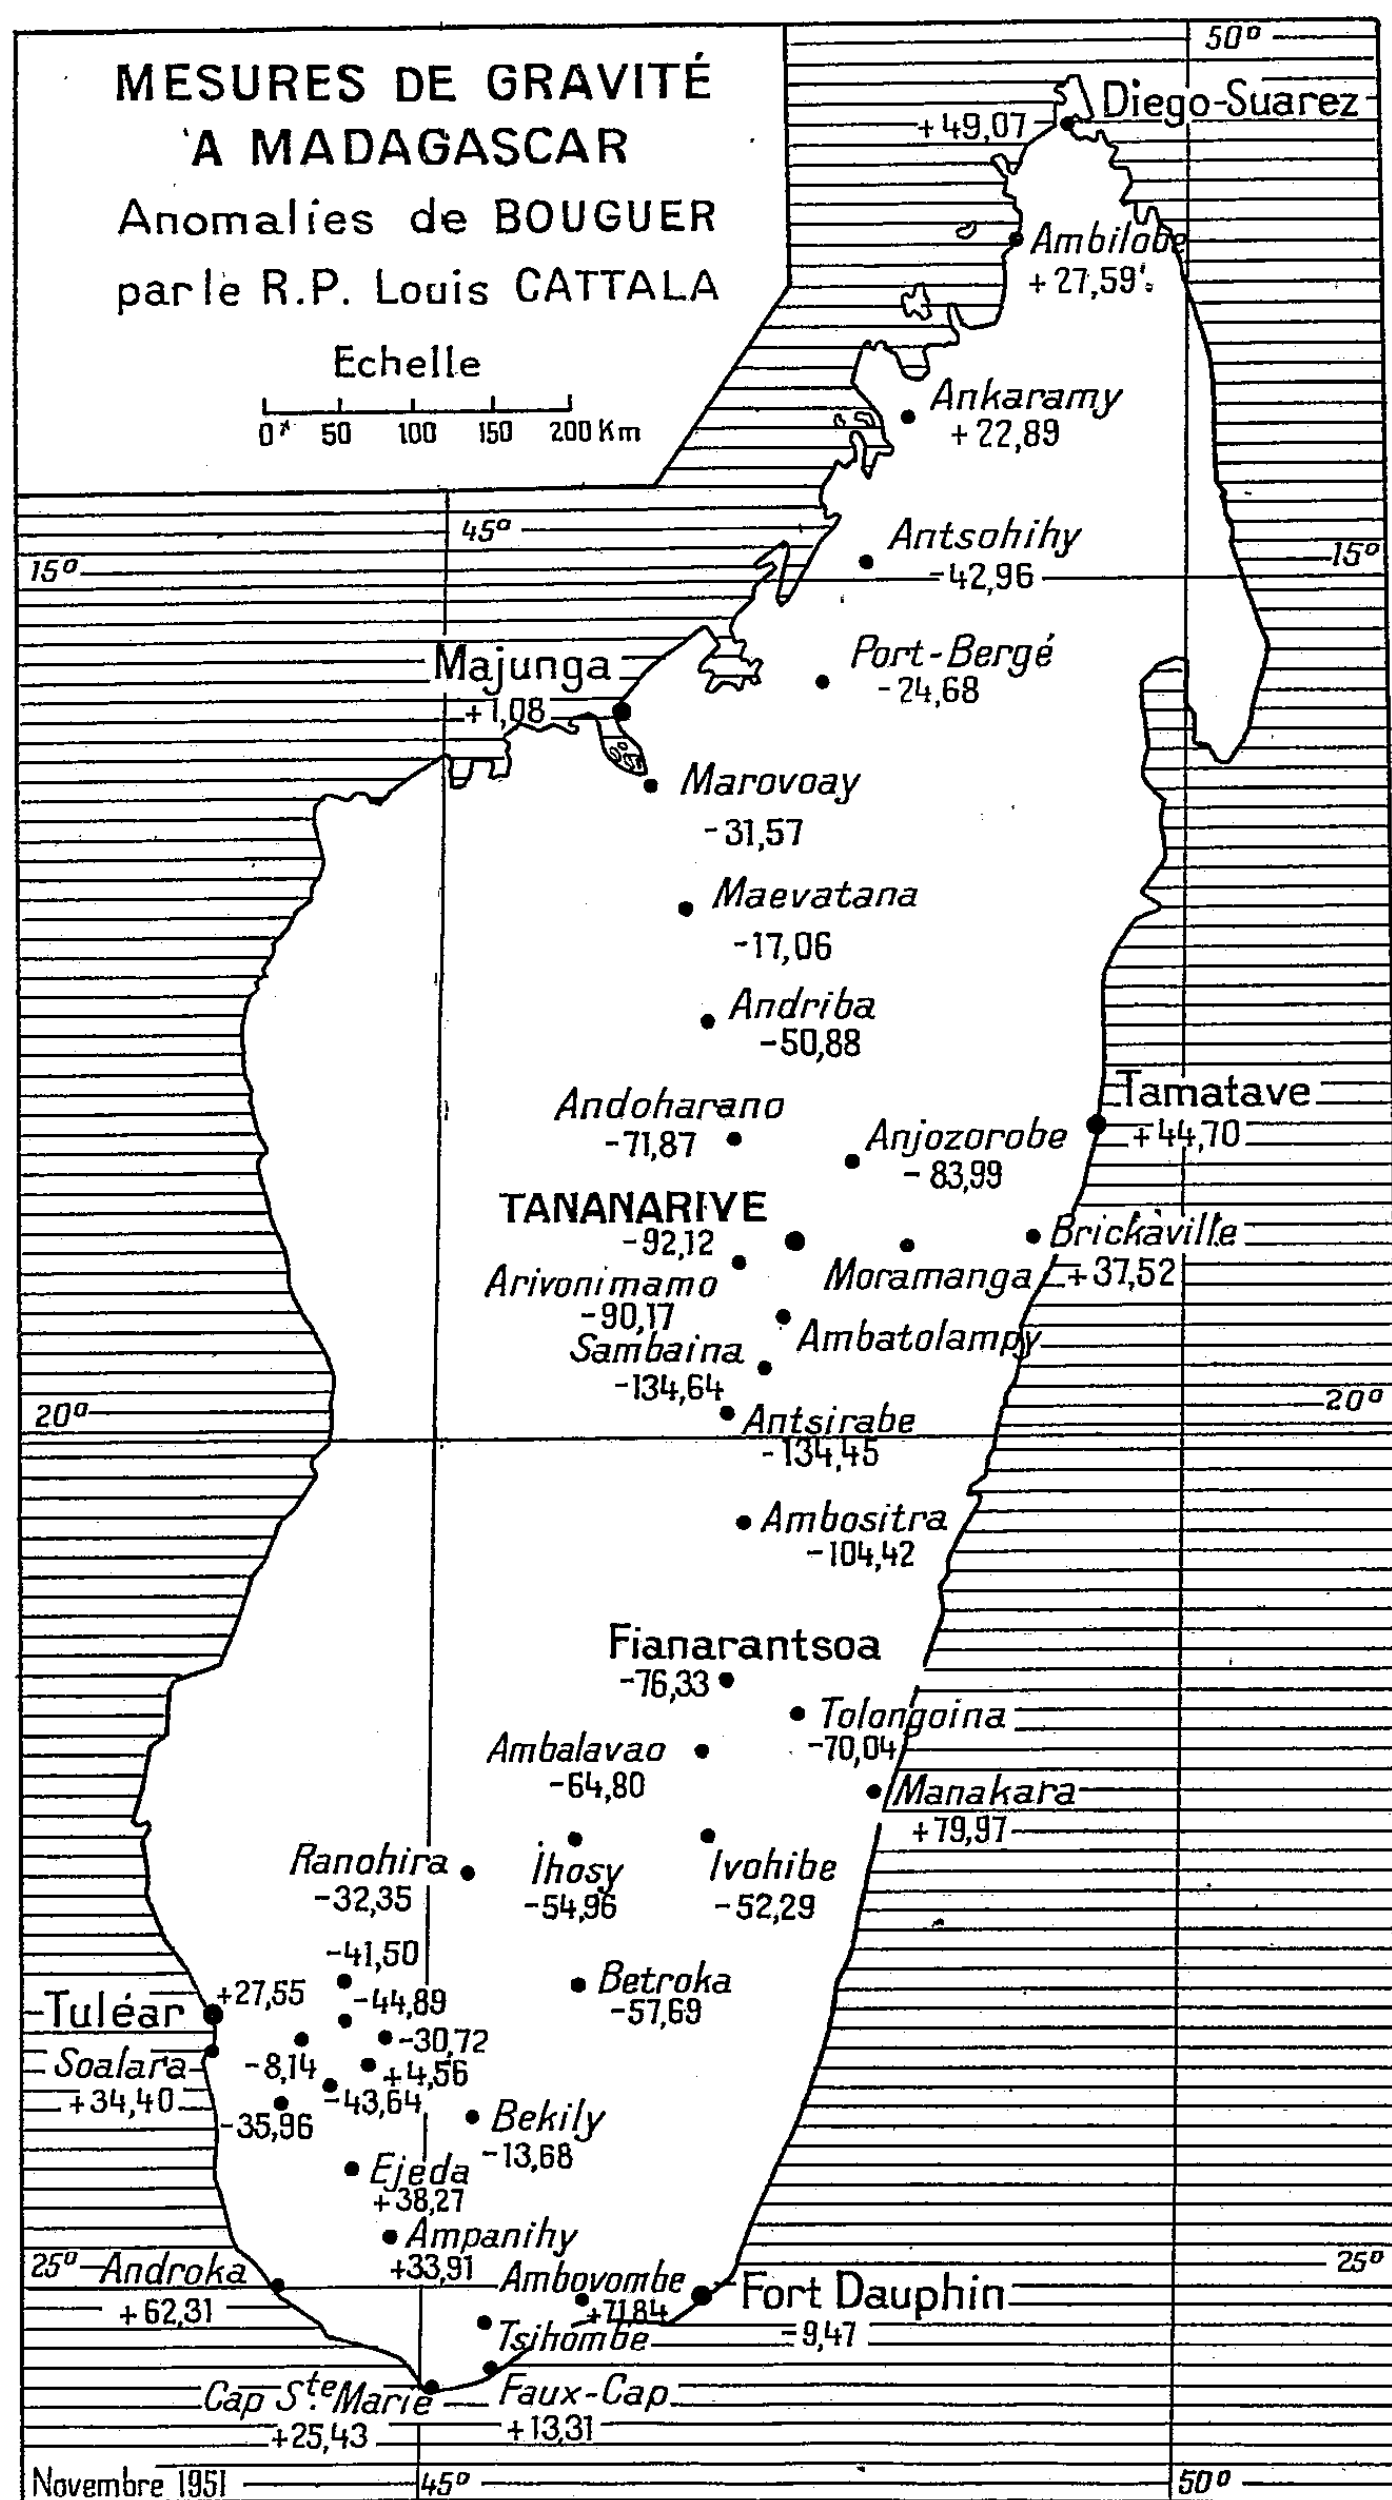 MESURES DE GRAVITÉ
A MADAGASCAR
Anomalies de BOUGUER
par le R.P. Louis CATTALA
Echelle
0 50 100 150 200 Km
50°
Diego-Suarez
+49,07
Ambilobe
+27,59
Ankaramy
+22,89
45°
Antsohihy
15°
15°
-42,96
Port-Bergé
-24,68
Majunga
+1,08
Marovoay
-31,57
Maevatana
-17,06
Andriba
-50,88
Tamatave
+44,70
Andoharano
-71,87
Anjozorobe
-83,99
TANANARIVE
-92,12
Brickaville
+37,52
Moramanga
Arivonimamo
-90,17
Ambatolampy
Sambaina
-134,64
20°
20°
Antsirabe
-134,45
Ambositra
-104,42
Fianarantsoa
-76,33
Tolongoina
-70,04
Ambalavao
-64,80
Manakara
+79,97
Ranohira
-32,35
Ihosy
-54,96
Ivohibe
-52,29
-41,50
Betroka
-57,69
Tuléar
+27,55
-44,89
-30,72
Soalara
+34,40
-8,14
+4,56
-43,64
-35,96
Bekily
-13,68
Ejeda
+38,27
Ampanihy
+33,91
25°
25°
Androka
+62,31
Ambovombe
+71,84
Fort Dauphin
-9,47
Tsihombe
Cap Ste Marie
+25,43
Faux-Cap
+13,31
Novembre 1951
45°
50°